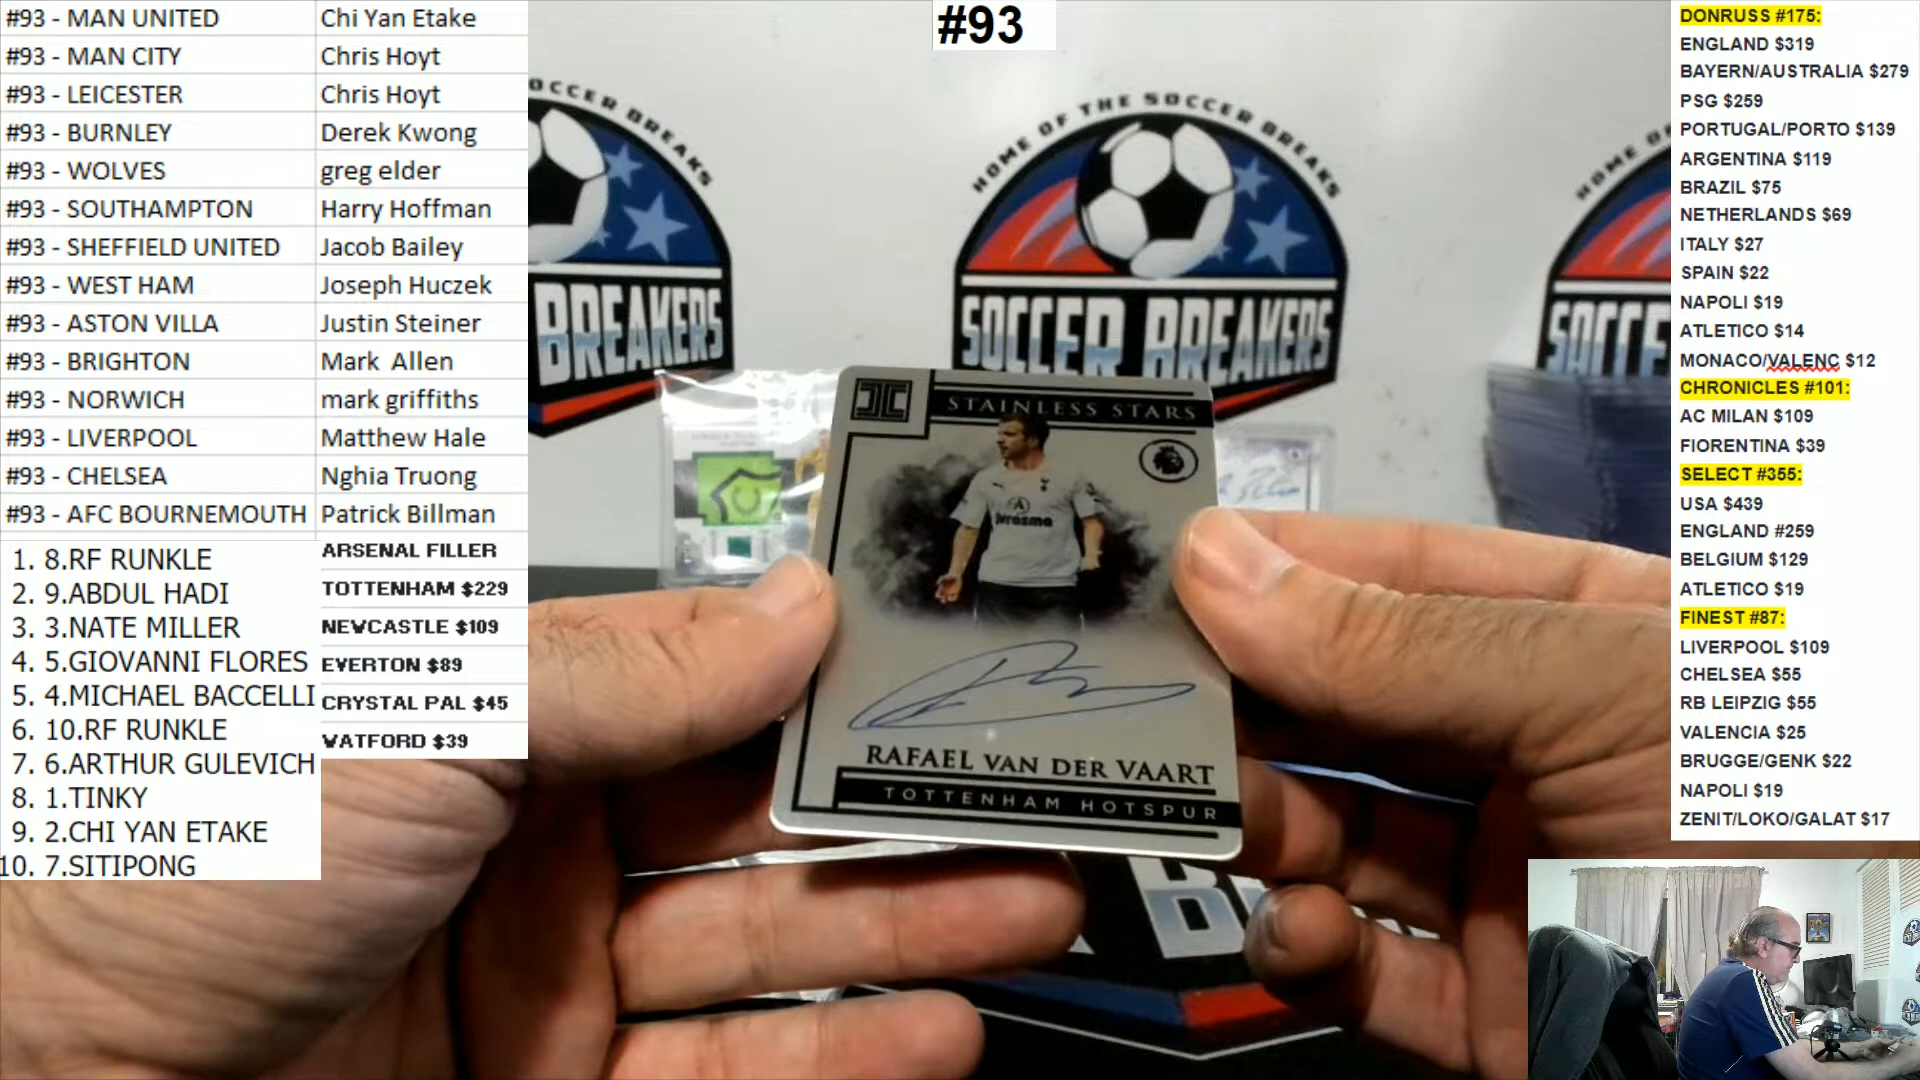 #93 - MAN UNITED Chi Yan Etake
#93 - MAN CITY Chris Hoyt
#93 - LEICESTER Chris Hoyt
#93 - BURNLEY Derek Kwong
#93 - WOLVES greg elder
#93 - SOUTHAMPTON Harry Hoffman
#93 - SHEFFIELD UNITED Jacob Bailey
#93 - WEST HAM Joseph Huczek
#93 - ASTON VILLA Justin Steiner
#93 - BRIGHTON Mark Allen
#93 - NORWICH mark griffiths
#93 - LIVERPOOL Matthew Hale
#93 - CHELSEA Nghia Truong
#93 - AFC BOURNEMOUTH Patrick Billman
1. 8.RF RUNKLE
2. 9.ABDUL HADI
3. 3.NATE MILLER
4. 5.GIOVANNI FLORES
5. 4.MICHAEL BACCELLI
6. 10.RF RUNKLE
7. 6.ARTHUR GULEVICH
8. 1.TINKY
9. 2.CHI YAN ETAKE
10. 7.SITIPONG
ARSENAL FILLER
TOTTENHAM $229
NEWCASTLE $109
EVERTON $89
CRYSTAL PAL $45
WATFORD $39
#93
OCCER BREAKS
BREAKERS
HOME OF THE SOCCER BREAKS
SOCCER BREAKERS
HOME OF
STAINLESS STARS
RAFAEL VAN DER VAART
TOTTENHAM HOTSPUR
DONRUSS #175:
ENGLAND $319
BAYERN/AUSTRALIA $279
PSG $259
PORTUGAL/PORTO $139
ARGENTINA $119
BRAZIL $75
NETHERLANDS $69
ITALY $27
SPAIN $22
NAPOLI $19
ATLETICO $14
MONACO/VALENC $12
CHRONICLES #101:
AC MILAN $109
FIORENTINA $39
SELECT #355:
USA $439
ENGLAND #259
BELGIUM $129
ATLETICO $19
FINEST #87:
LIVERPOOL $109
CHELSEA $55
RB LEIPZIG $55
VALENCIA $25
BRUGGE/GENK $22
NAPOLI $19
ZENIT/LOKO/GALAT $17